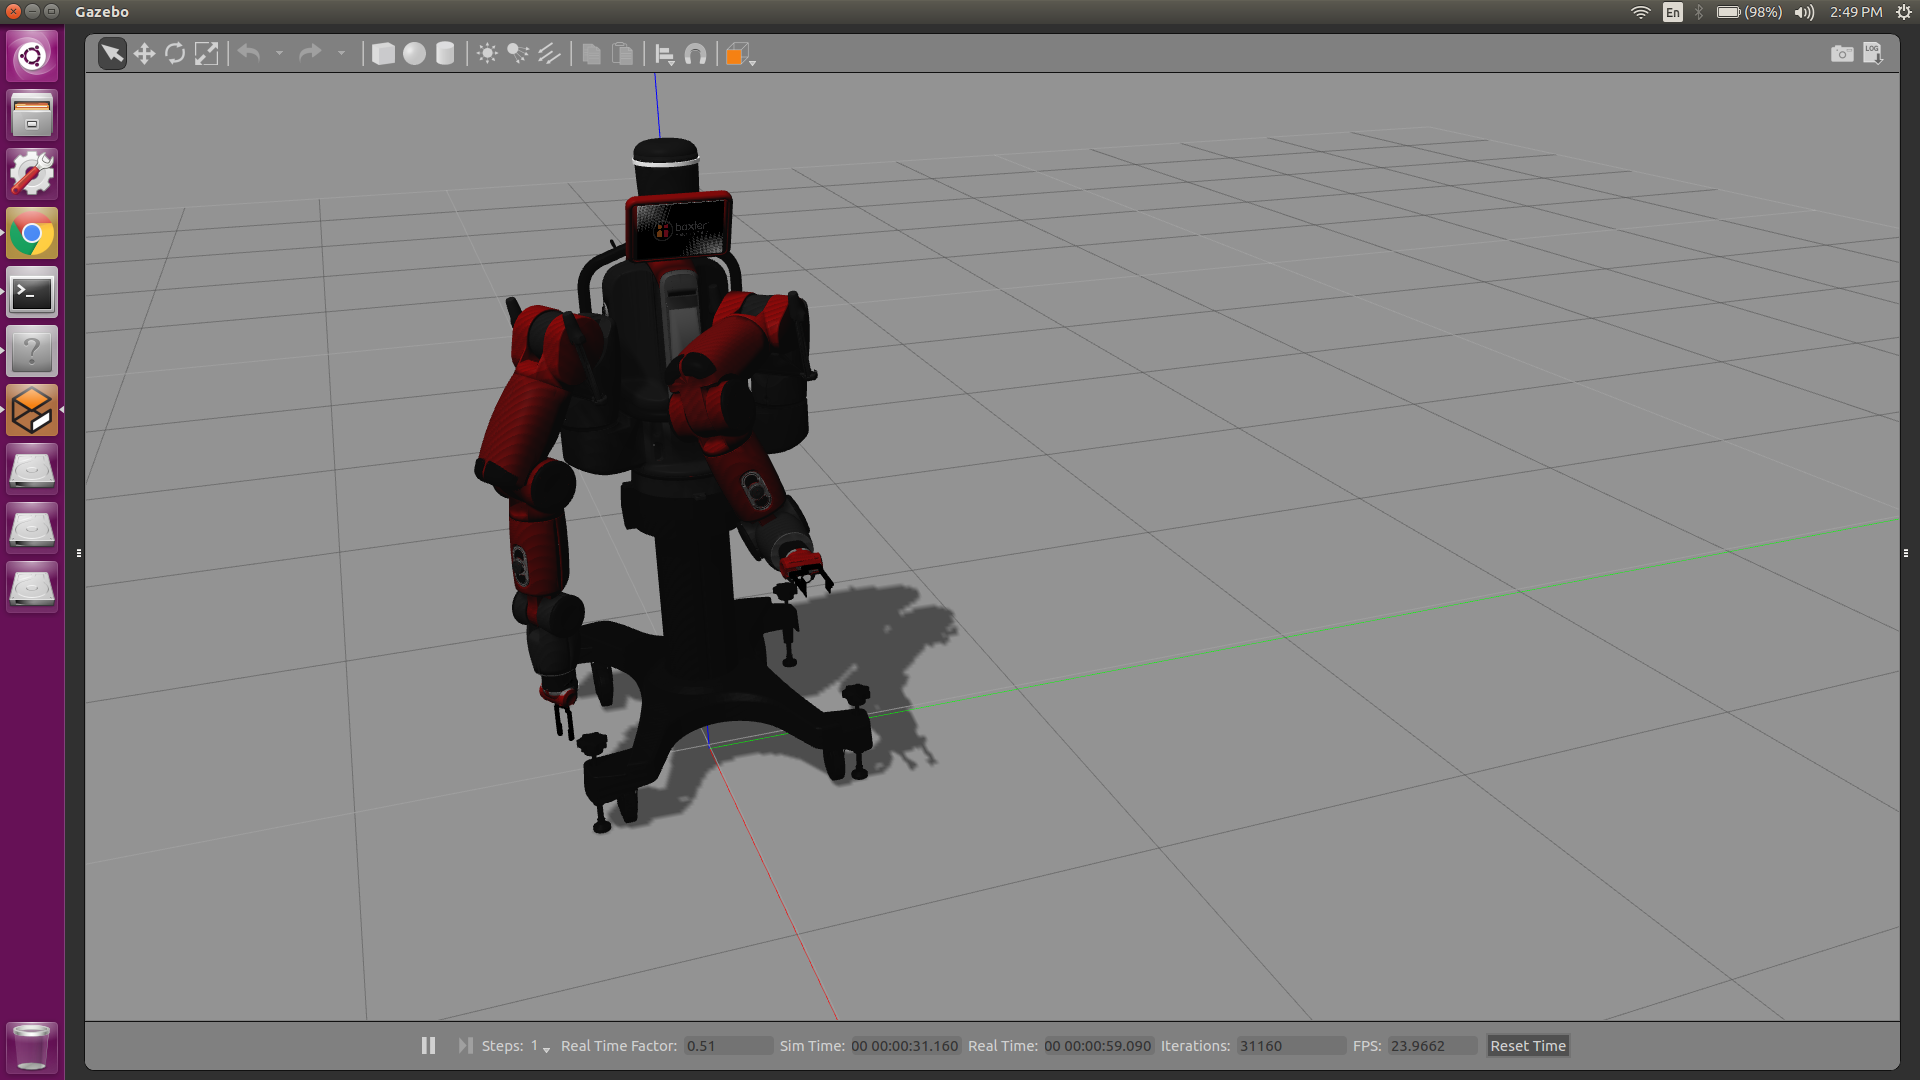 Gazebo
En
(98%)
2:49 PM
LOG
baxter
Steps: 1
Real Time Factor: 0.51
Sim Time: 00 00:00:31.160
Real Time: 00 00:00:59.090
Iterations: 31160
FPS: 23.9662
Reset Time